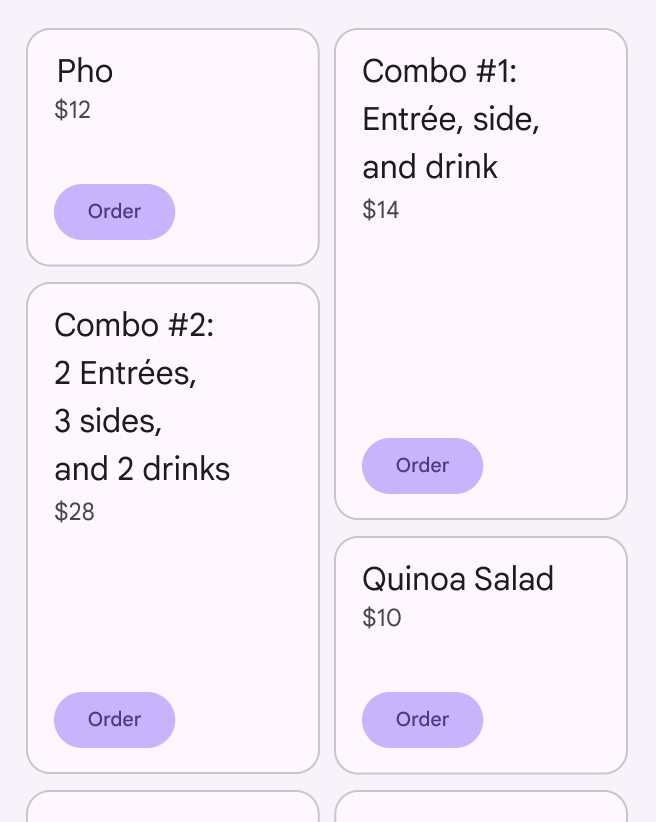 Pho
$12
Order
Combo #1:
Entrée, side,
and drink
$14
Order
Combo #2:
2 Entrées,
3 sides,
and 2 drinks
$28
Order
Quinoa Salad
$10
Order